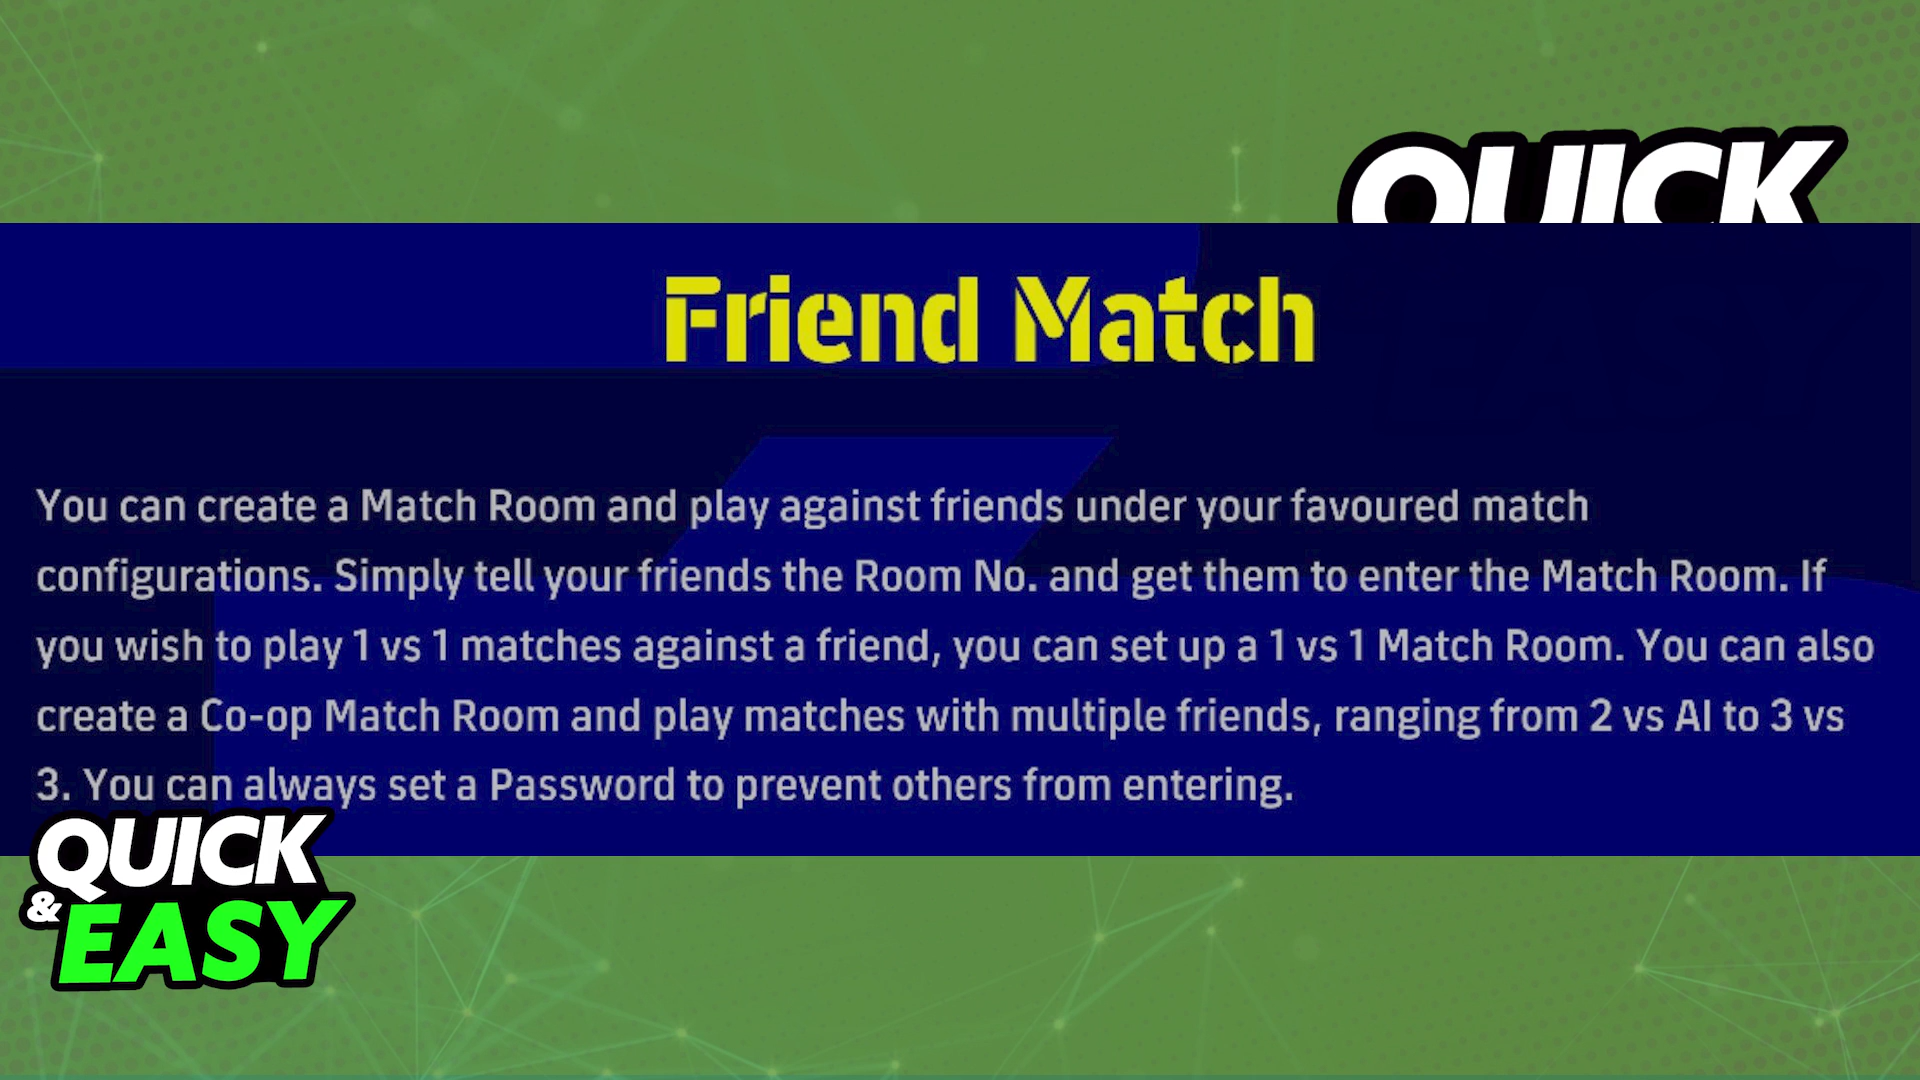 QUICK
Friend Match
You can create a Match Room and play against friends under your favoured match
configurations. Simply tell your friends the Room No. and get them to enter the Match Room. If
you wish to play 1 vs 1 matches against a friend, you can set up a 1 vs 1 Match Room. You can also
create a Co-op Match Room and play matches with multiple friends, ranging from 2 vs AI to 3 vs
3. You can always set a Password to prevent others from entering.
QUICK
& EASY